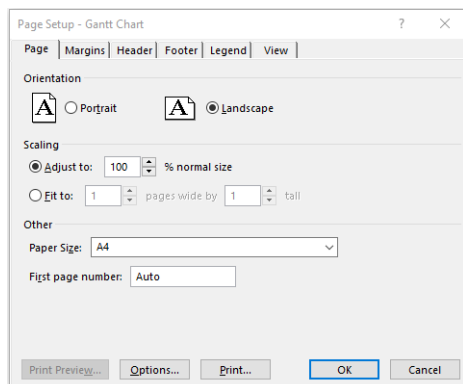 Page Setup - Gantt Chart ? ×
Page Margins Header Footer Legend View
Orientation
A Portrait A Landscape
Scaling
Adjust to: 100 % normal size
Fit to: 1 pages wide by 1 tall
Other
Paper Size: A4
First page number: Auto
Print Preview... Options... Print... OK Cancel